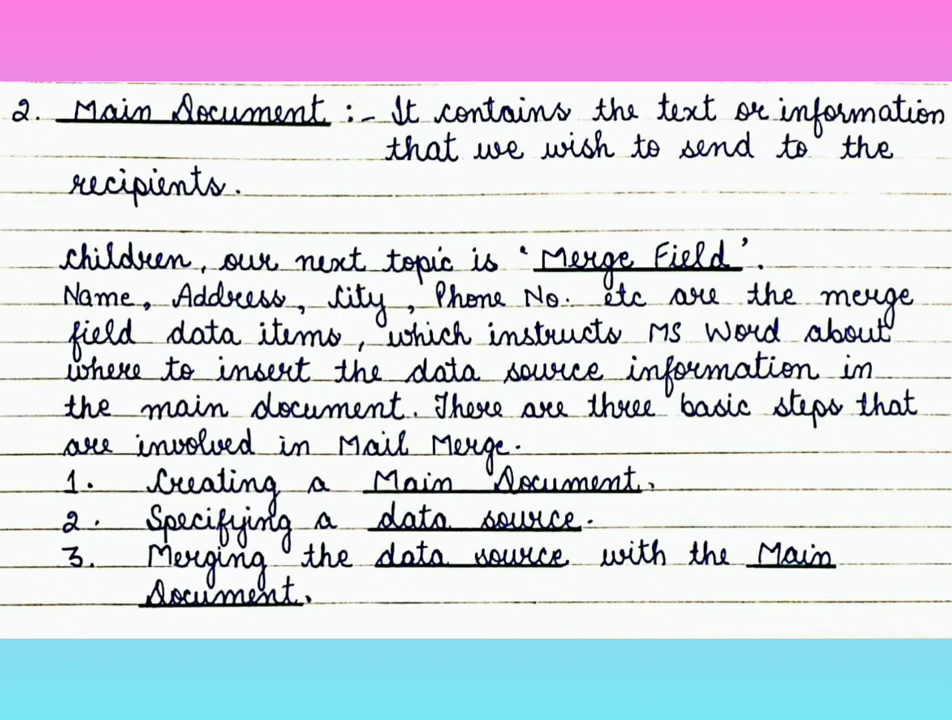 2. Main Document :- It contains the text or information
that we wish to send to the
recipients.
children, our next topic is 'Merge Field'.
Name, Address, City, Phone No. etc are the merge
field data items, which instructs MS Word about
where to insert the data source information in
the main document. There are three basic steps that
are involved in Mail Merge.
1. Creating a Main Document.
2. Specifying a data source.
3. Merging the data source with the Main
Document.